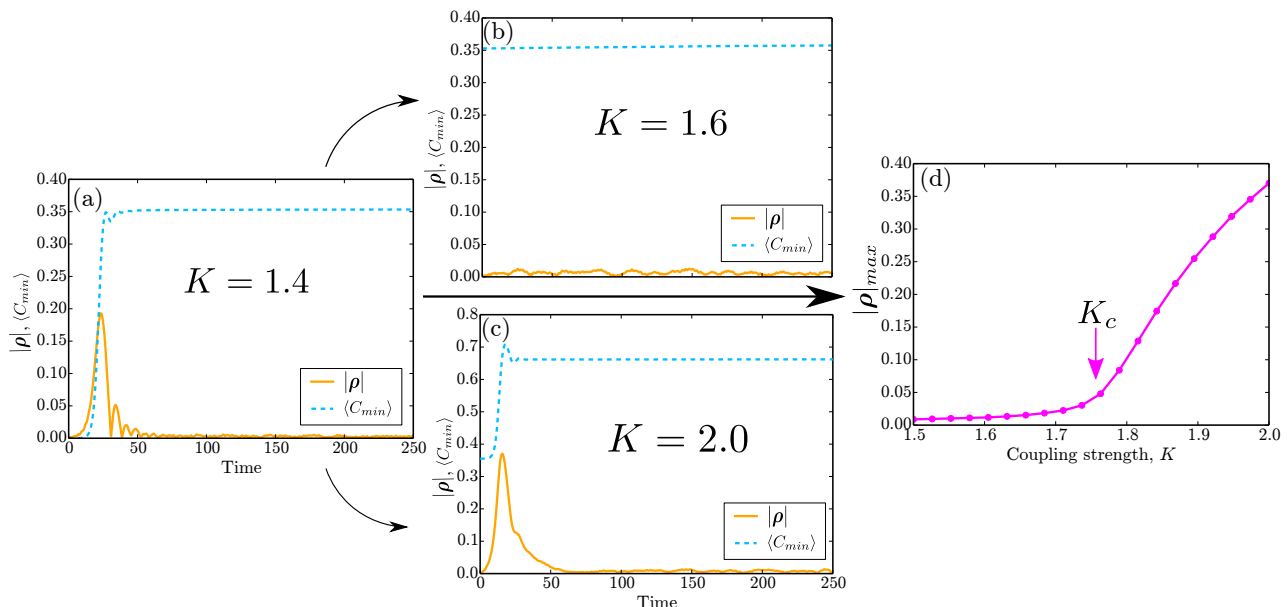 (a)
0.40
0.35
0.30
0.25
0.20
0.15
0.10
0.05
0.00
|ρ|, ⟨C_min⟩
K = 1.4
|ρ|
⟨C_min⟩
0 50 100 150 200 250
Time
(b)
0.40
0.35
0.30
0.25
0.20
0.15
0.10
0.05
0.00
|ρ|, ⟨C_min⟩
K = 1.6
|ρ|
⟨C_min⟩
(c)
0.8
0.7
0.6
0.5
0.4
0.3
0.2
0.1
0.0
|ρ|, ⟨C_min⟩
K = 2.0
|ρ|
⟨C_min⟩
0 50 100 150 200 250
Time
(d)
0.40
0.35
0.30
0.25
0.20
0.15
0.10
0.05
0.00
|ρ|_max
K_c
1.5 1.6 1.7 1.8 1.9 2.0
Coupling strength, K